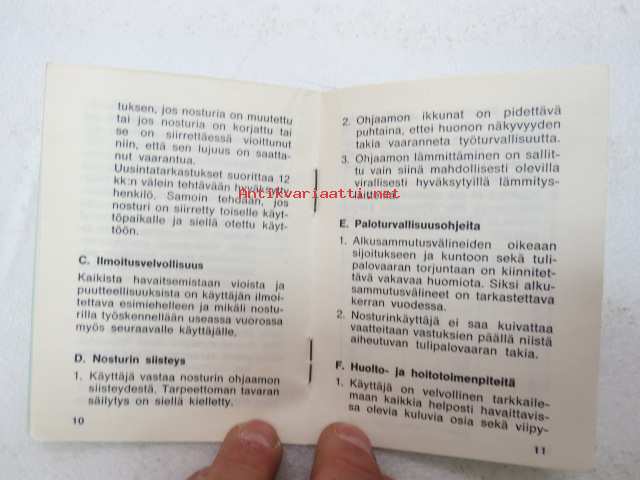 tuksen, jos nosturia on muutettu
tai jos nosturia on korjattu tai
se on siirrettäessä vioittunut
niin, että sen lujuus on saatta-
nut vaarantua.
Uusintatarkastukset suorittaa 12
kk:n välein tehtävään hyväksytty
henkilö. Samoin tehdään, jos
nosturi on siirretty toiselle käyt-
töpaikalle ja siellä otettu käyt-
töön.
C. Ilmoitusvelvollisuus
Kaikista havaitsemistaan vioista ja
puutteellisuuksista on käyttäjän ilmoi-
tettava esimiehelleen ja mikäli nostu-
rilla työskennellään useassa vuorossa
myös seuraavalle käyttäjälle.
D. Nosturin siisteys
1. Käyttäjä vastaa nosturin ohjaamon
siisteydestä. Tarpeettoman tavaran
säilytys on siellä kielletty.
10
2. Ohjaamon ikkunat on pidettävä
puhtaina, ettei huonon näkyvyyden
takia vaaranneta työturvallisuutta.
3. Ohjaamon lämmittäminen on sallit-
tu vain siinä mahdollisesti olevilla
virallisesti hyväksytyillä lämmitys-
laitteilla.
E. Paloturvallisuusohjeita
1. Alkusammutusvälineiden oikeaan
sijoitukseen ja kuntoon sekä tuli-
palovaaran torjuntaan on kiinnitet-
tävä vakavaa huomiota. Siksi alku-
sammutusvälineet on tarkastettava
kerran vuodessa.
2. Nosturinkäyttäjä ei saa kuivattaa
vaatteitaan vastuksien päällä niistä
aiheutuvan tulipalovaaran takia.
F. Huolto- ja hoitotoimenpiteitä
1. Käyttäjä on velvollinen tarkkaile-
maan kaikkia helposti havaittavis-
sa olevia kuluvia osia sekä viipy-
11
Antikvariaatti.net